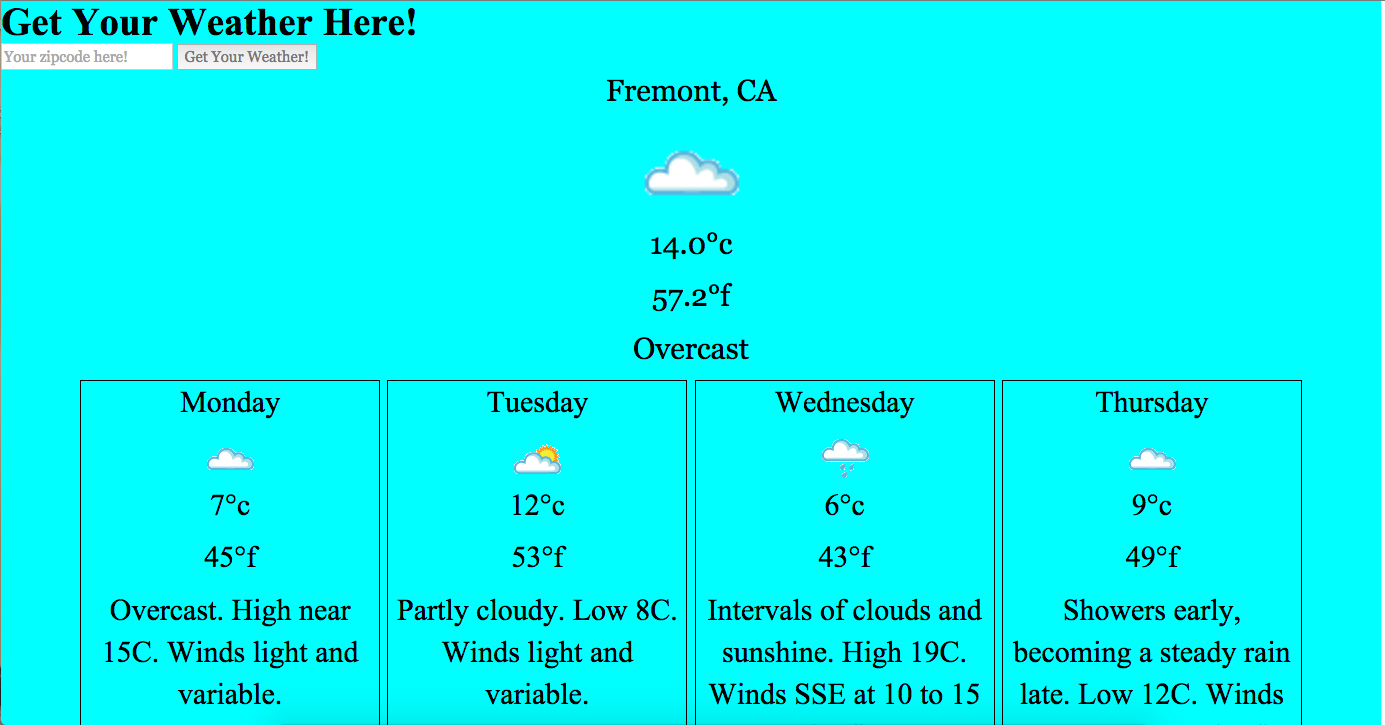 Get Your Weather Here!
Your zipcode here! Get Your Weather!
Fremont, CA
14.0°c
57.2°f
Overcast
Monday
7°c
45°f
Overcast. High near
15C. Winds light and
variable.
Tuesday
12°c
53°f
Partly cloudy. Low 8C.
Winds light and
variable.
Wednesday
6°c
43°f
Intervals of clouds and
sunshine. High 19C.
Winds SSE at 10 to 15
Thursday
9°c
49°f
Showers early,
becoming a steady rain
late. Low 12C. Winds